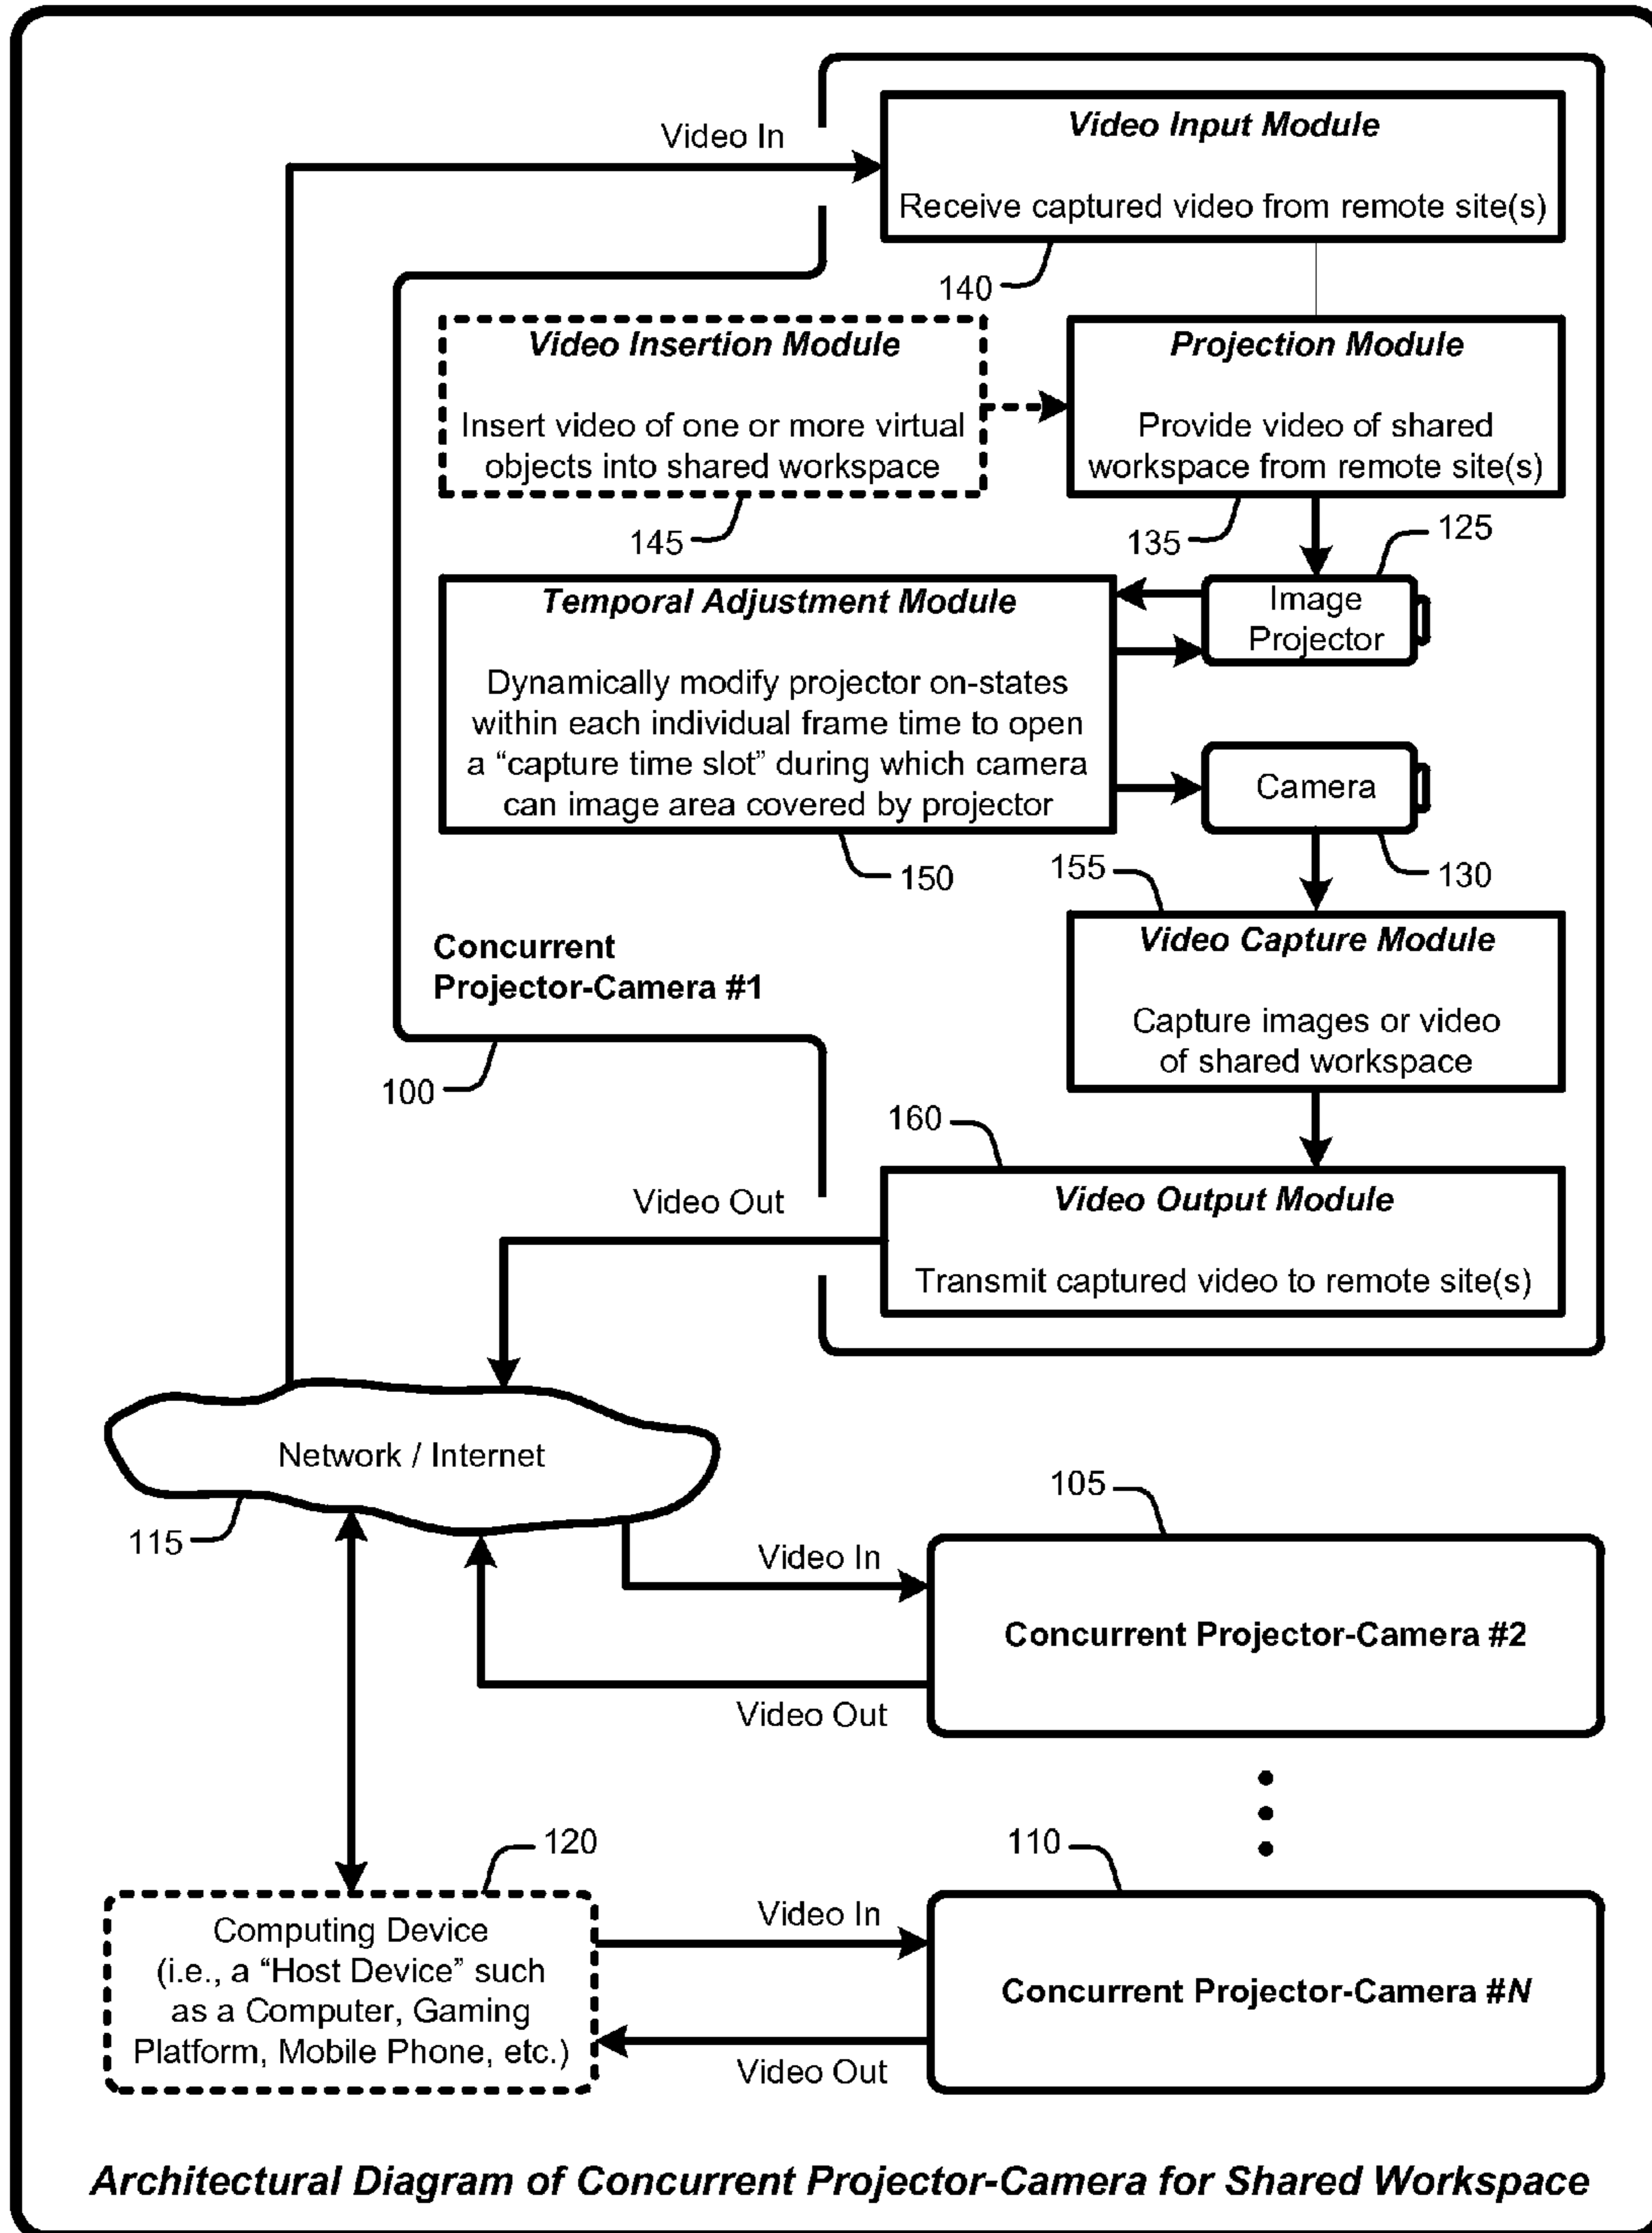 Video In
Video Input Module
Receive captured video from remote site(s)
140
Video Insertion Module
Insert video of one or more virtual
objects into shared workspace
145
Projection Module
Provide video of shared
workspace from remote site(s)
135
125
Image
Projector
Temporal Adjustment Module
Dynamically modify projector on-states
within each individual frame time to open
a “capture time slot” during which camera
can image area covered by projector
150
Camera
130
155
Video Capture Module
Capture images or video
of shared workspace
Concurrent
Projector-Camera #1
100
160
Video Output Module
Transmit captured video to remote site(s)
Video Out
Network / Internet
115
105
Video In
Concurrent Projector-Camera #2
Video Out
120
110
Computing Device
(i.e., a “Host Device” such
as a Computer, Gaming
Platform, Mobile Phone, etc.)
Video In
Concurrent Projector-Camera #N
Video Out
Architectural Diagram of Concurrent Projector-Camera for Shared Workspace